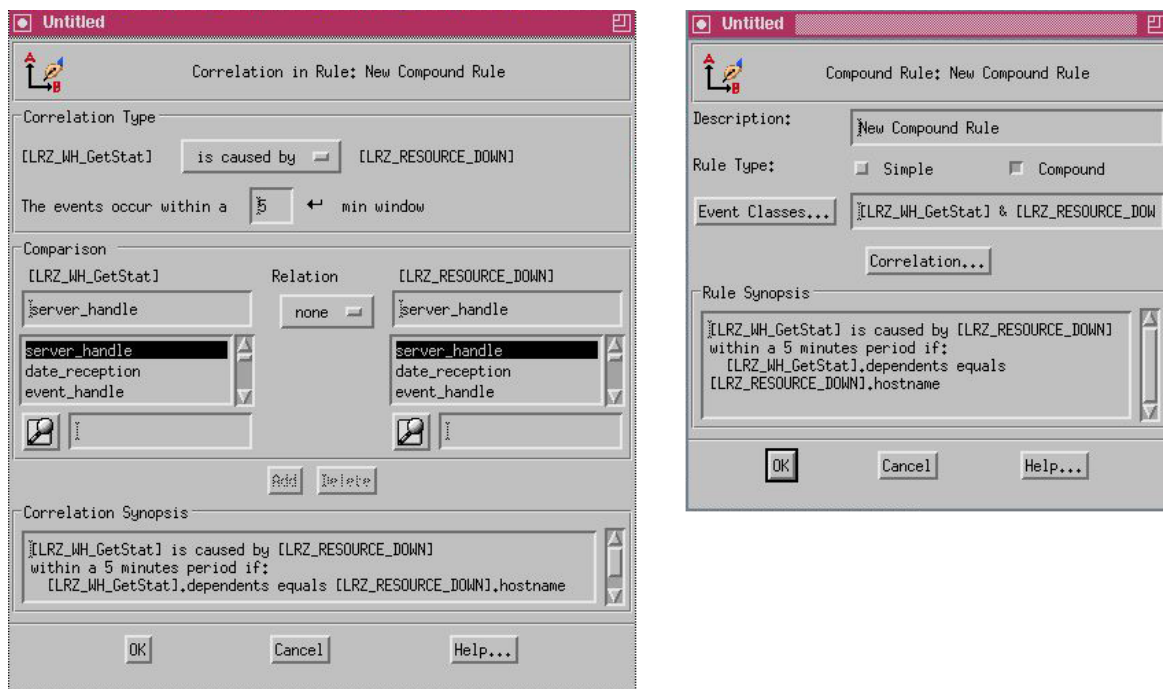 Untitled
A
B
Correlation in Rule: New Compound Rule
Correlation Type
[LRZ_WH_GetStat] is caused by [LRZ_RESOURCE_DOWN]
The events occur within a 5 min window
Comparison
[LRZ_WH_GetStat] Relation [LRZ_RESOURCE_DOWN]
server_handle none server_handle
server_handle server_handle
date_reception date_reception
event_handle event_handle
Add Delete
Correlation Synopsis
[LRZ_WH_GetStat] is caused by [LRZ_RESOURCE_DOWN]
within a 5 minutes period if:
[LRZ_WH_GetStat].dependents equals [LRZ_RESOURCE_DOWN].hostname
OK Cancel Help...
Untitled
A
B
Compound Rule: New Compound Rule
Description: New Compound Rule
Rule Type: Simple Compound
Event Classes... [LRZ_WH_GetStat] & [LRZ_RESOURCE_DOW
Correlation...
Rule Synopsis
[LRZ_WH_GetStat] is caused by [LRZ_RESOURCE_DOWN]
within a 5 minutes period if:
[LRZ_WH_GetStat].dependents equals
[LRZ_RESOURCE_DOWN].hostname
OK Cancel Help...